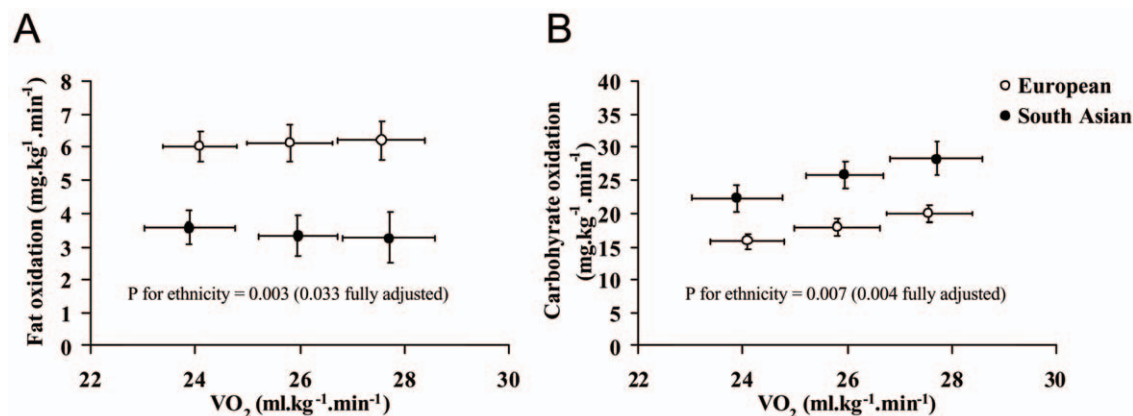 A
Fat oxidation (mg.kg⁻¹.min⁻¹)
8
7
6
5
4
3
2
1
0
P for ethnicity = 0.003 (0.033 fully adjusted)
22 24 26 28 30
VO₂ (ml.kg⁻¹.min⁻¹)
B
Carbohyrate oxidation
(mg.kg⁻¹.min⁻¹)
40
35
30
25
20
15
10
5
0
P for ethnicity = 0.007 (0.004 fully adjusted)
22 24 26 28 30
VO₂ (ml.kg⁻¹.min⁻¹)
European
South Asian